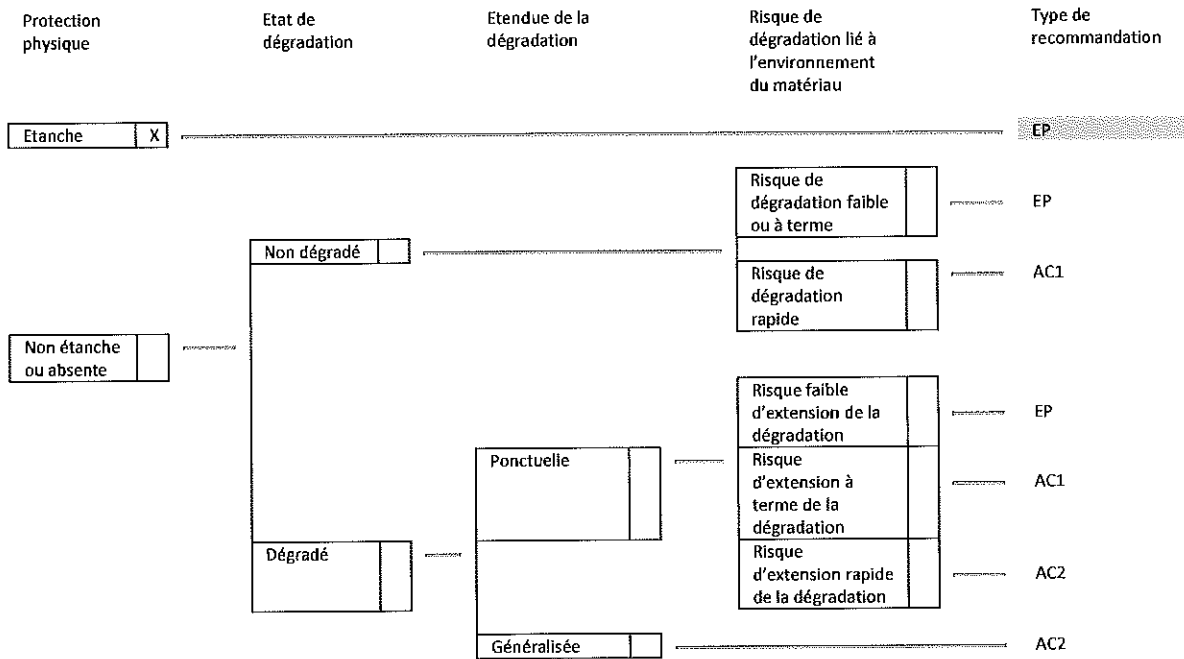 Protection
physique
Etat de
dégradation
Etendue de la
dégradation
Risque de
dégradation lié à
l'environnement
du matériau
Type de
recommandation
Etanche X
EP
Risque de
dégradation faible
ou à terme
EP
Non dégradé
Risque de
dégradation
rapide
AC1
Non étanche
ou absente
Risque faible
d'extension de la
dégradation
EP
Ponctuelle
Risque
d'extension à
terme de la
dégradation
AC1
Dégradé
Risque
d'extension rapide
de la dégradation
AC2
Généralisée
AC2